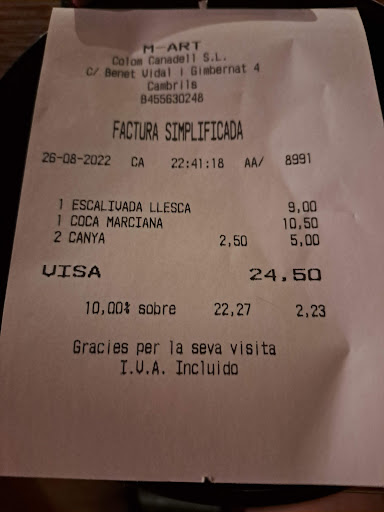 M-ART
Colom Canadell S.L.
C/ Benet Vidal i Gimbernat 4
Cambrils
B455630248
FACTURA SIMPLIFICADA
26-08-2022 CA 22:41:18 AA/ 8991
1 ESCALIVADA LLESCA 9,00
1 COCA MARCIANA 10,50
2 CANYA 2,50 5,00
VISA 24,50
10,00% sobre 22,27 2,23
Gracies per la seva visita
I.V.A. Incluido